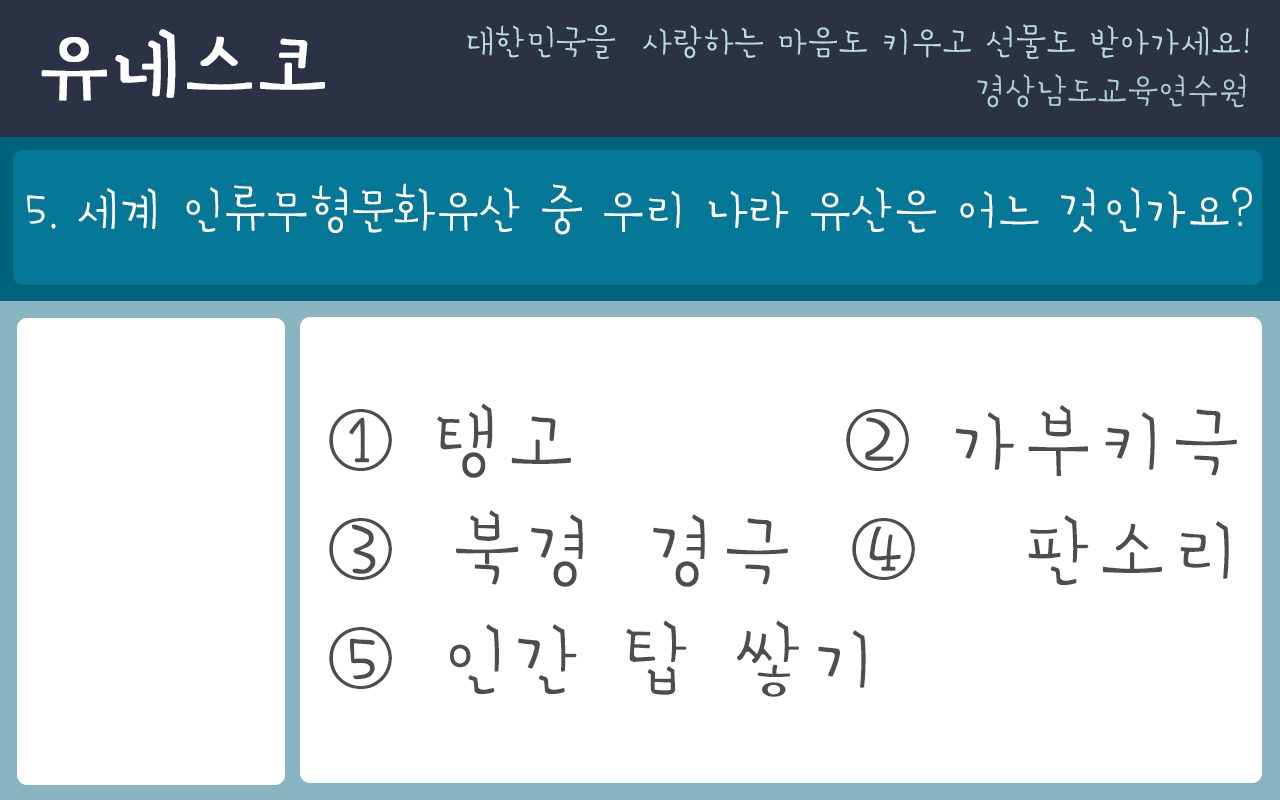 유네스코
대한민국을 사랑하는 마음도 키우고 선물도 받아가세요!
경상남도교육연수원
5. 세계 인류무형문화유산 중 우리 나라 유산은 어느 것인가요?
① 탱고 ② 가부키극
③ 북경 경극 ④ 판소리
⑤ 인간 탑 쌓기